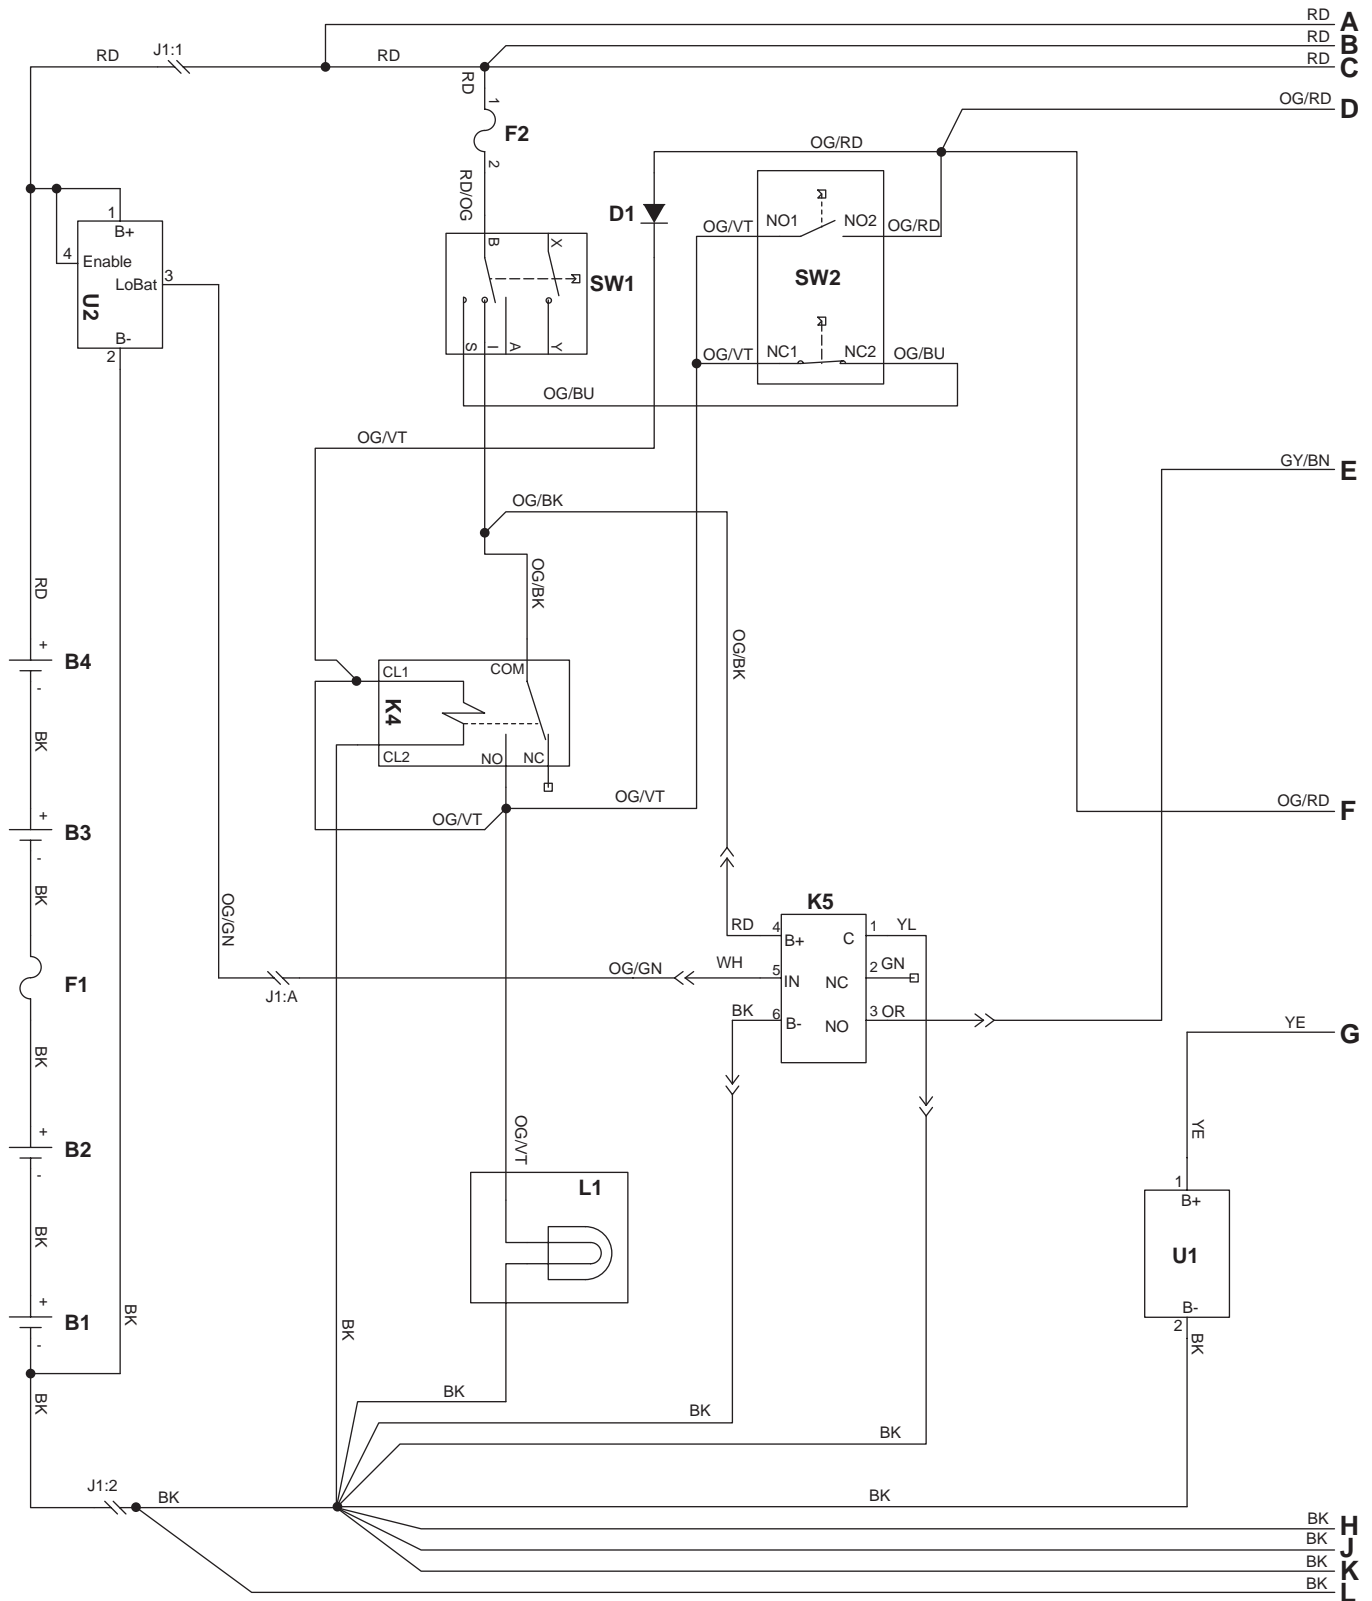 RD A
RD B
RD J1:1 RD RD C
OG/RD D
RD
1
F2
2
RD/OG
OG/RD
1
B+
4 Enable
LoBat 3
U2
B-
2
D1
B X
SW1
S I A Y
OG/VT NO1 NO2 OG/RD
SW2
OG/VT NC1 NC2 OG/BU
OG/BU
OG/VT
GY/BN E
OG/BK
OG/BK
OG/BK
RD
+
B4
-
CL1 COM
K4
CL2 NO NC
BK
OG/VT
OG/VT
OG/RD F
+
B3
-
BK
OG/GN
K5
RD 4 B+ C 1 YL
OG/GN WH 5 IN NC 2 GN
BK 6 B- NO 3 OR
J1:A
F1
YE G
BK
YE
+
B2
-
OG/VT
L1
1
B+
U1
B-
2
BK
BK
+
B1
-
BK
BK
BK
BK
BK
BK
J1:2
BK
BK
BK H
BK J
BK K
BK L